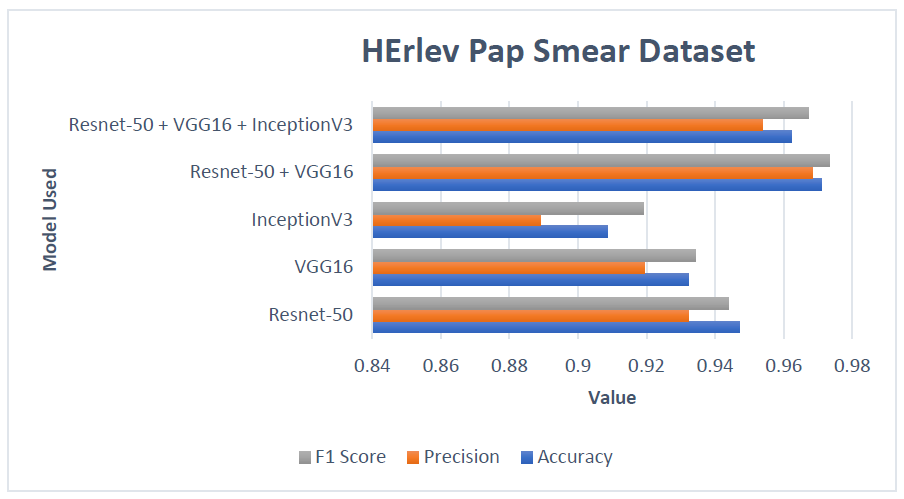 HErlev Pap Smear Dataset
Resnet-50 + VGG16 + InceptionV3
Resnet-50 + VGG16
InceptionV3
VGG16
Resnet-50
Model Used
0.84 0.86 0.88 0.9 0.92 0.94 0.96 0.98
Value
F1 Score Precision Accuracy